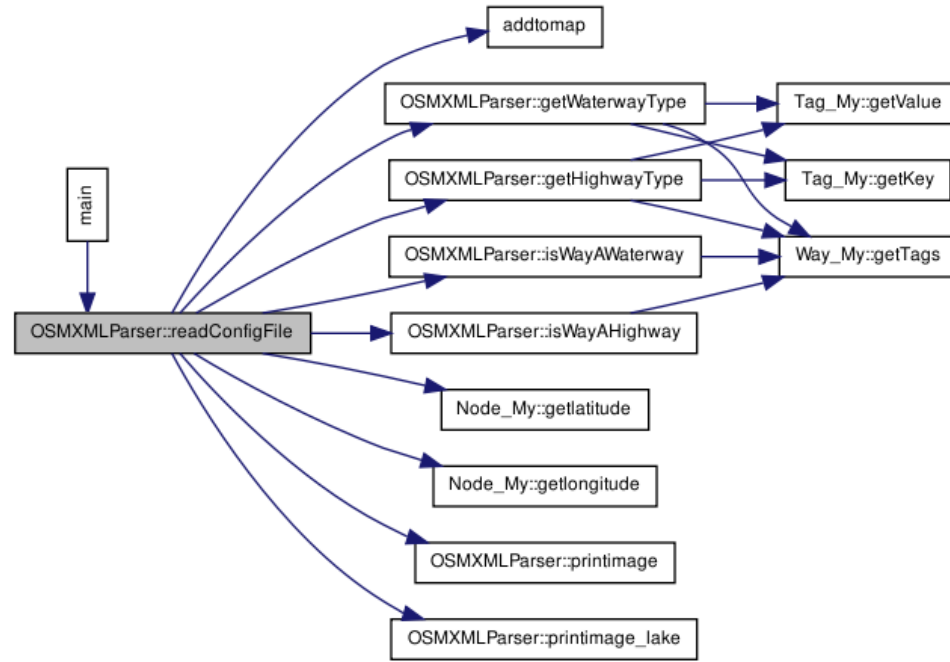 addtomap
OSMXMLParser::getWaterwayType
Tag_My::getValue
OSMXMLParser::getHighwayType
Tag_My::getKey
main
OSMXMLParser::isWayAWaterway
Way_My::getTags
OSMXMLParser::readConfigFile
OSMXMLParser::isWayAHighway
Node_My::getlatitude
Node_My::getlongitude
OSMXMLParser::printimage
OSMXMLParser::printimage_lake